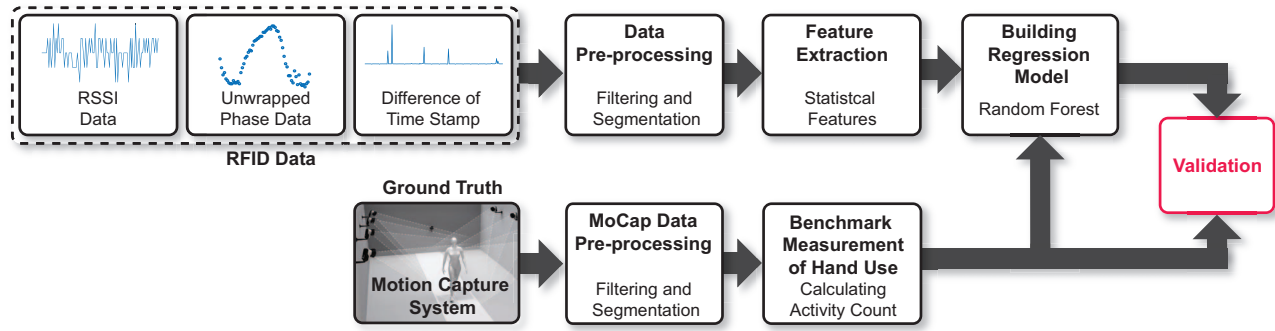 RSSI
Data
Unwrapped
Phase Data
Difference of
Time Stamp
RFID Data
Data
Pre-processing
Filtering and
Segmentation
Feature
Extraction
Statistcal
Features
Building
Regression
Model
Random Forest
Validation
Ground Truth
Motion Capture
System
MoCap Data
Pre-processing
Filtering and
Segmentation
Benchmark
Measurement
of Hand Use
Calculating
Activity Count